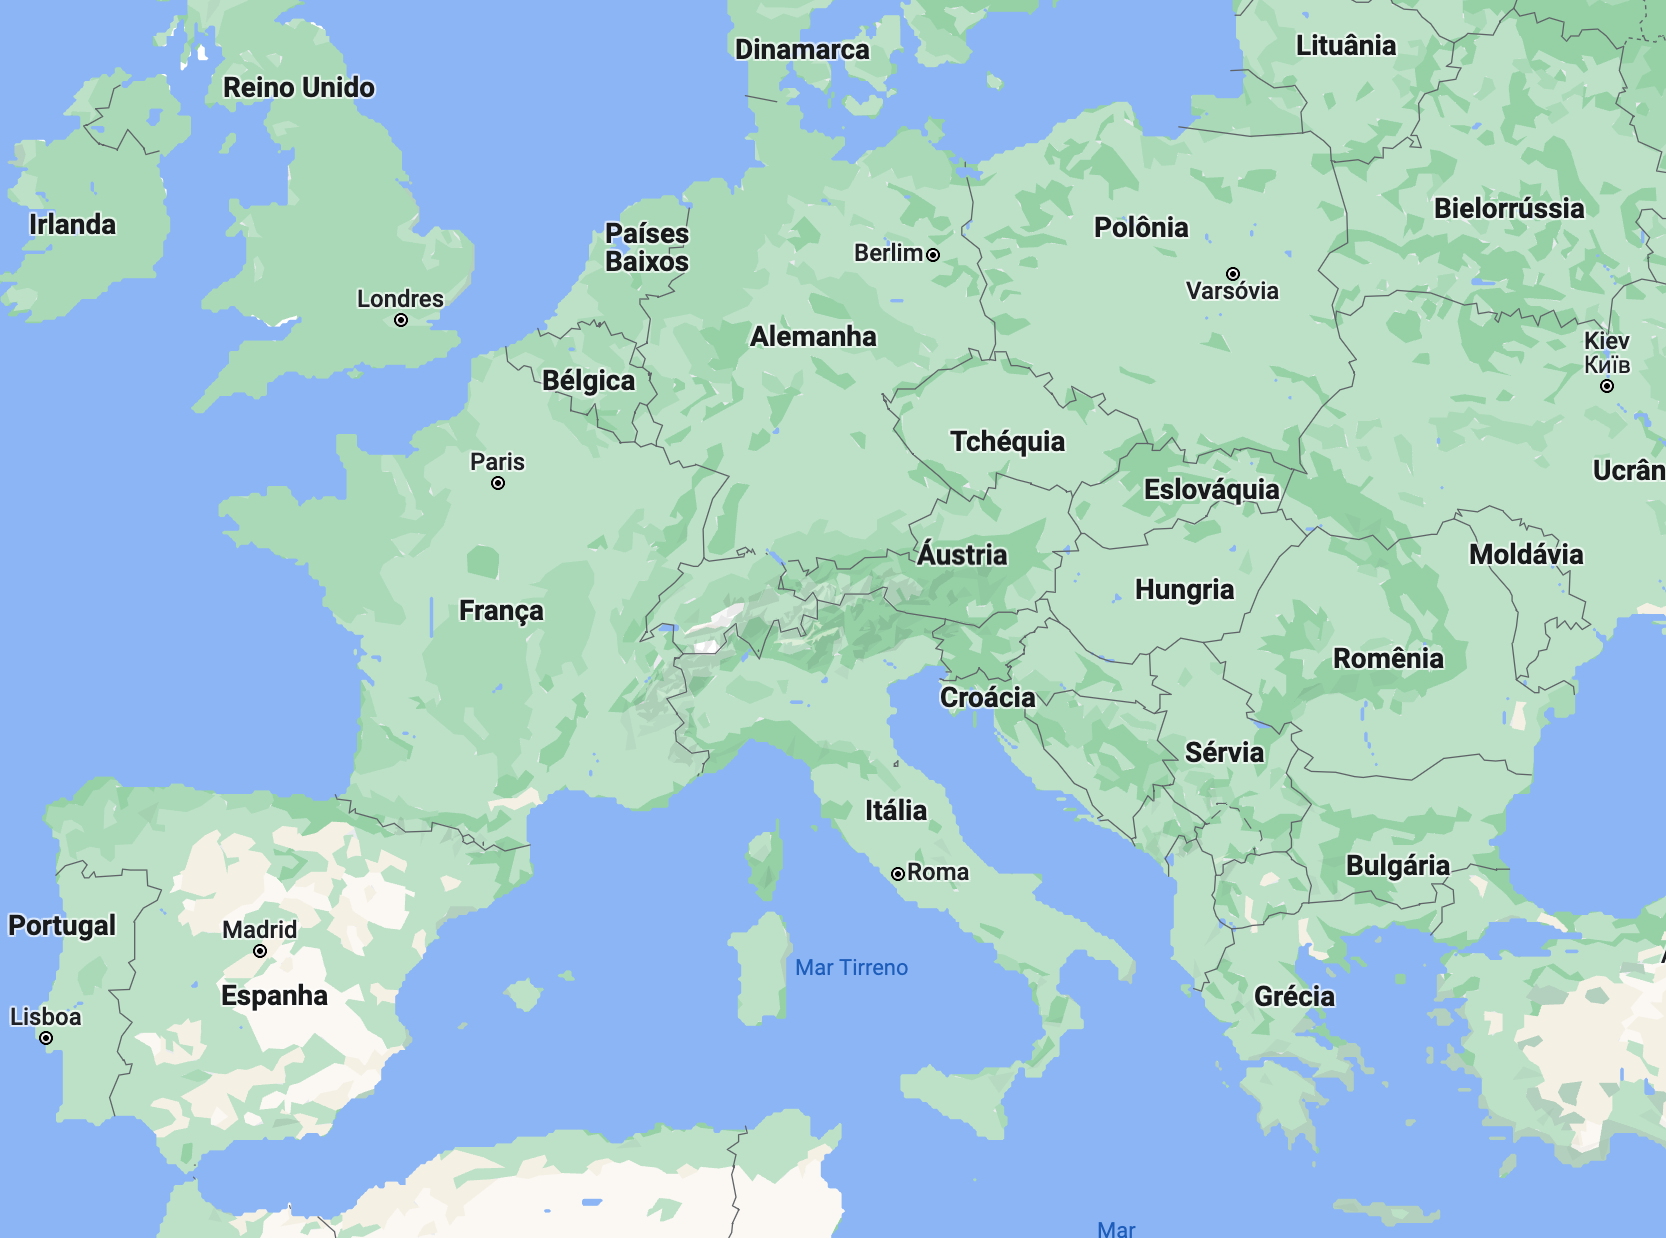 Dinamarca
Lituânia
Reino Unido
Irlanda
Países
Baixos
Bielorrússia
Polônia
Berlim
Varsóvia
Londres
Alemanha
Kiev
Київ
Bélgica
Tchéquia
Paris
Ucrân
Eslováquia
Áustria
Moldávia
Hungria
França
Romênia
Croácia
Sérvia
Itália
Bulgária
Roma
Portugal
Madrid
Mar Tirreno
Espanha
Grécia
Lisboa
Mar